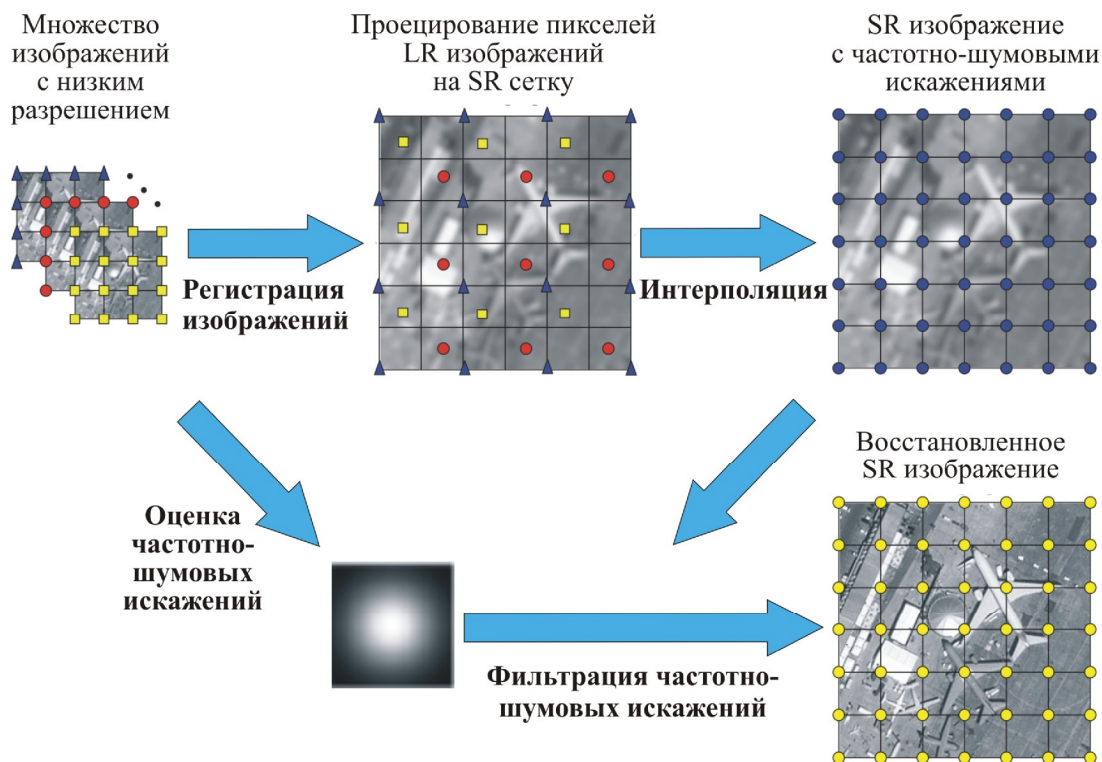 Множество
изображений
с низким
разрешением
Проецирование пикселей
LR изображений
на SR сетку
SR изображение
с частотно-шумовыми
искажениями
Регистрация
изображений
Интерполяция
Оценка
частотно-
шумовых
искажений
Фильтрация частотно-
шумовых искажений
Восстановленное
SR изображение